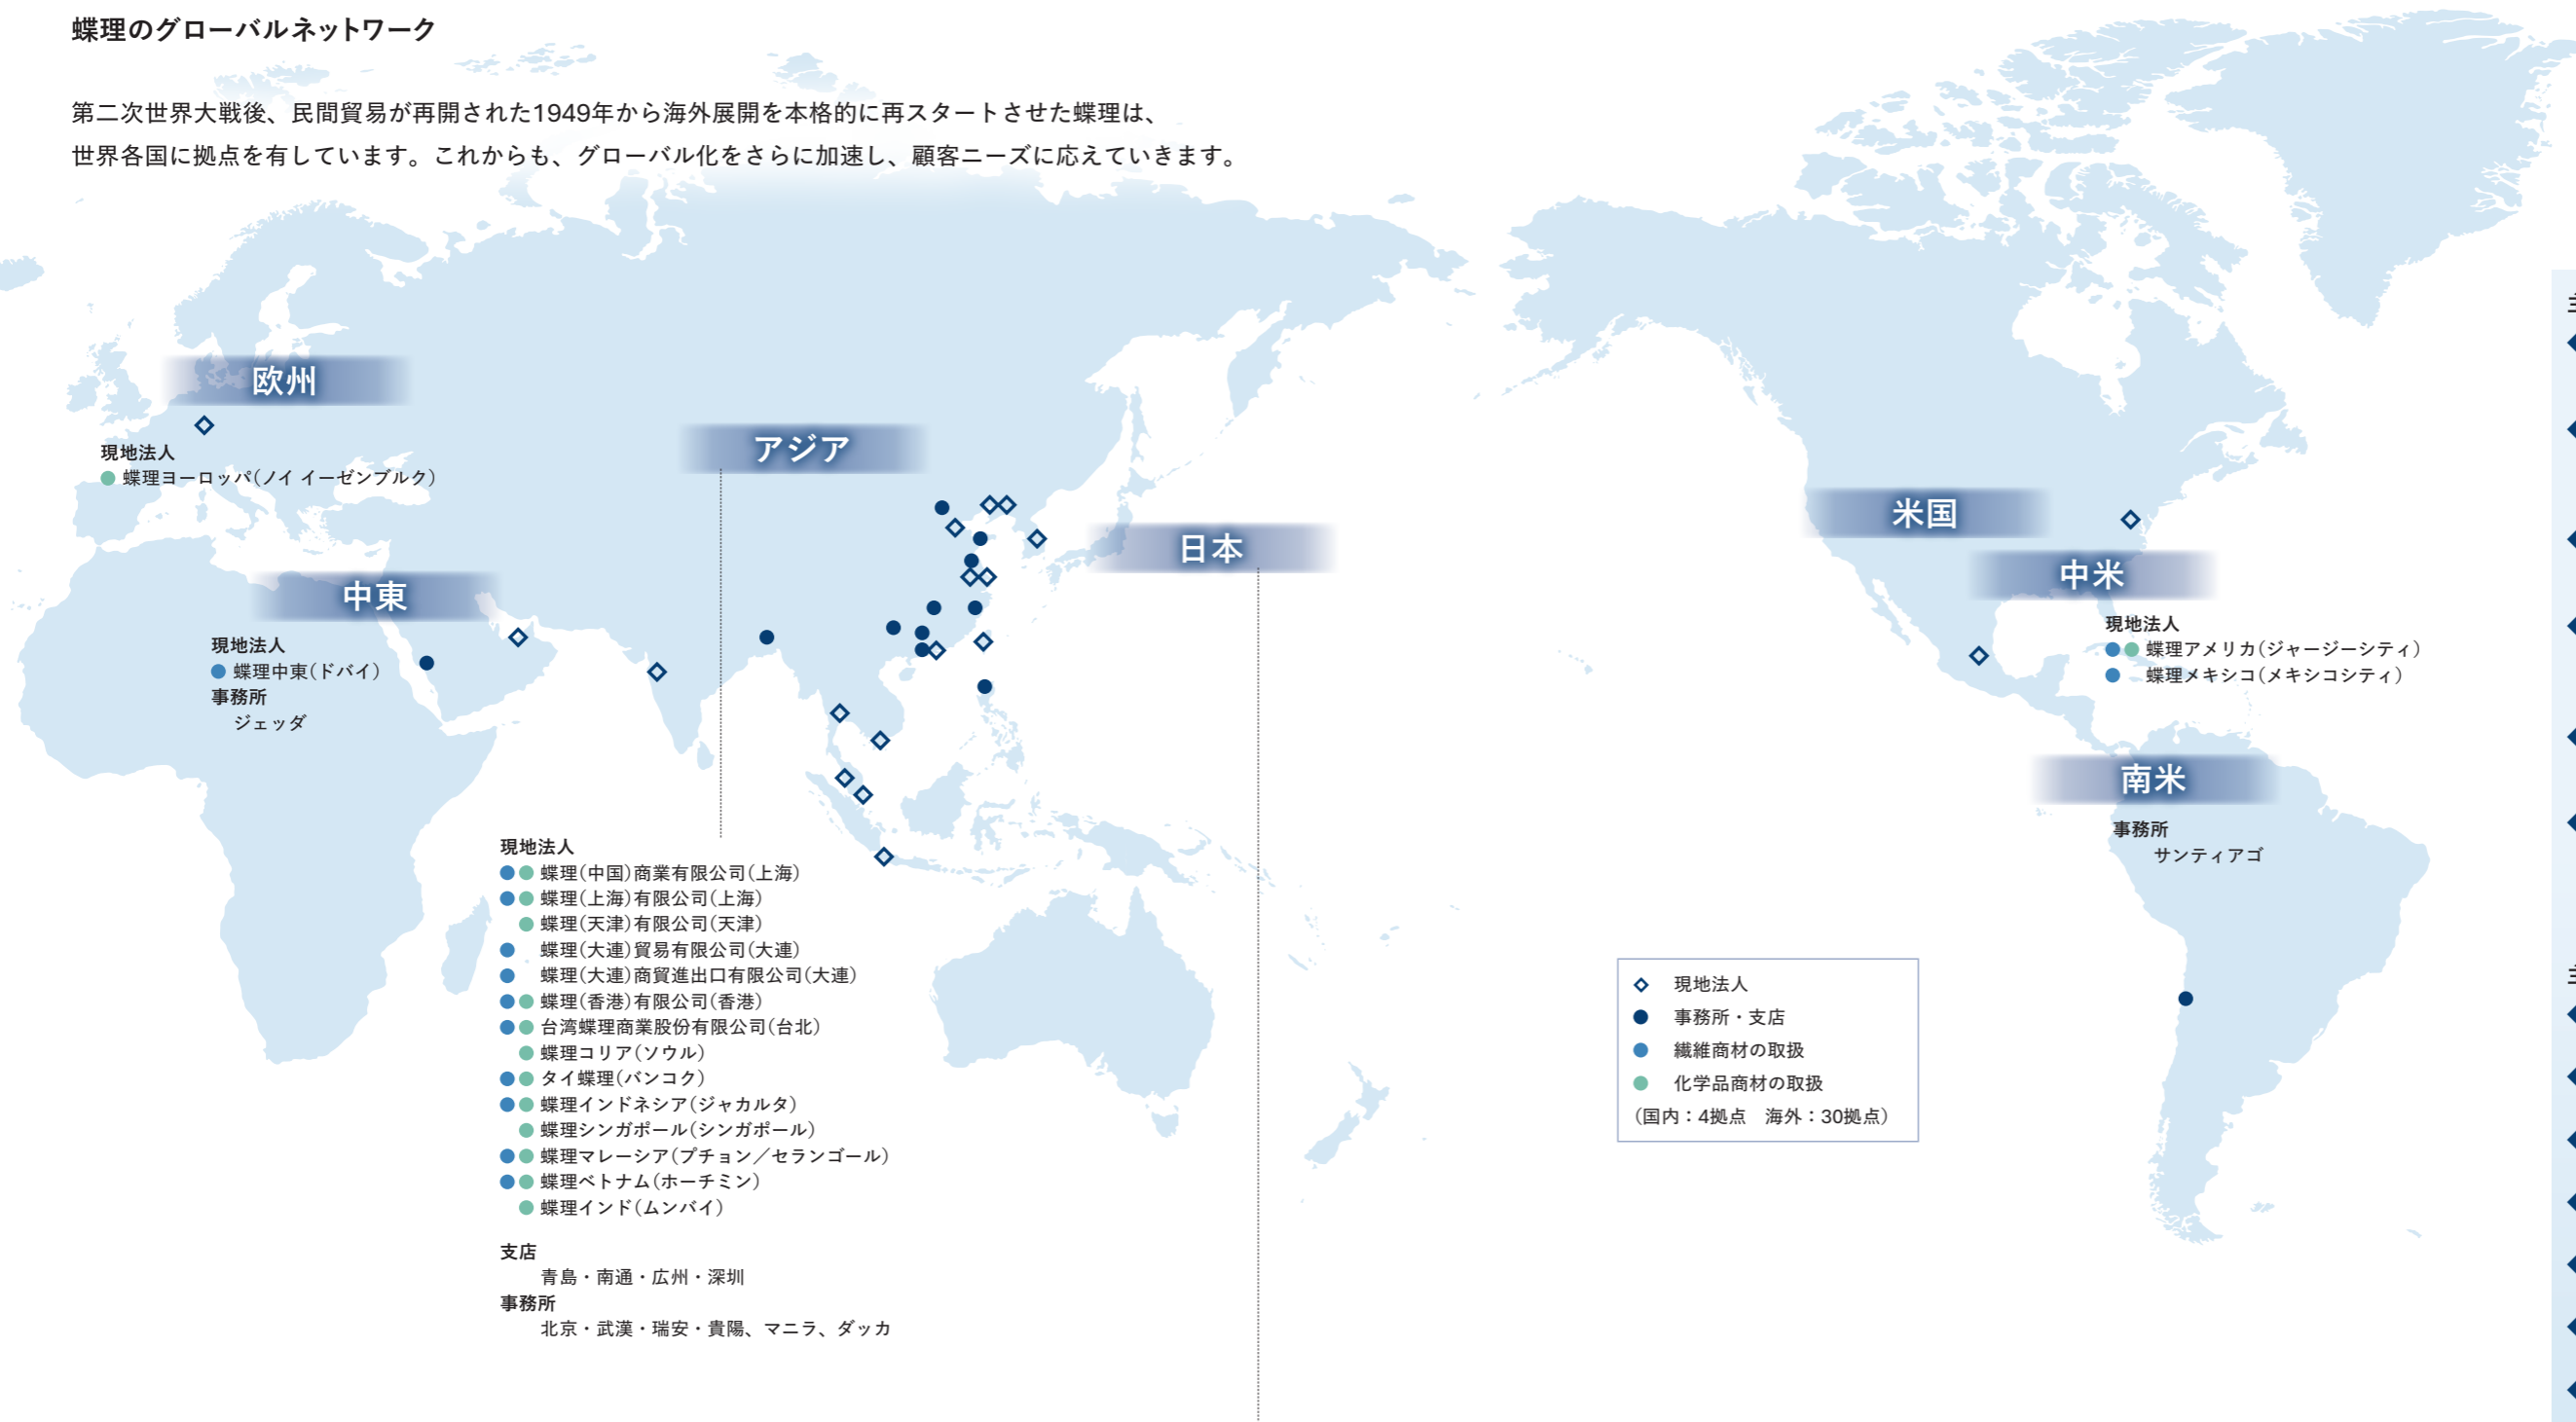 蝶理のグローバルネットワーク
第二次世界大戦後、民間貿易が再開された1949年から海外展開を本格的に再スタートさせた蝶理は、
世界各国に拠点を有しています。これからも、グローバル化をさらに加速し、顧客ニーズに応えていきます。
欧州
現地法人
蝶理ヨーロッパ(ノイ イーゼンブルク)
中東
現地法人
蝶理中東(ドバイ)
事務所
ジェッダ
アジア
現地法人
蝶理(中国)商業有限公司(上海)
蝶理(上海)有限公司(上海)
蝶理(天津)有限公司(天津)
蝶理(大連)貿易有限公司(大連)
蝶理(大連)商貿進出口有限公司(大連)
蝶理(香港)有限公司(香港)
台湾蝶理商業股份有限公司(台北)
蝶理コリア(ソウル)
タイ蝶理(バンコク)
蝶理インドネシア(ジャカルタ)
蝶理シンガポール(シンガポール)
蝶理マレーシア(プチョン／セランゴール)
蝶理ベトナム(ホーチミン)
蝶理インド(ムンバイ)
支店
青島・南通・広州・深圳
事務所
北京・武漢・瑞安・貴陽、マニラ、ダッカ
日本
米国
中米
現地法人
蝶理アメリカ(ジャージーシティ)
蝶理メキシコ(メキシコシティ)
南米
事務所
サンティアゴ
現地法人
事務所・支店
繊維商材の取扱
化学品商材の取扱
(国内：4拠点　海外：30拠点)